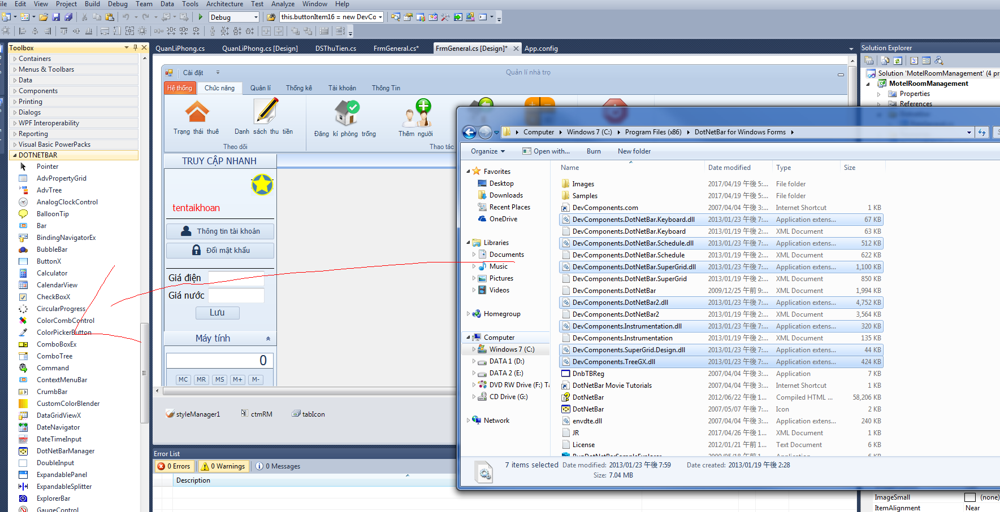 ile Edit View Project Build Debug Team Data Tools Architecture Test Analyze Window Help
Debug
this.buttonItem16 = new DevCo
Toolbox
Containers
Menus & Toolbars
Data
Components
Printing
Dialogs
WPF Interoperability
Reporting
Visual Basic PowerPacks
DOTNETBAR
Pointer
AdvPropertyGrid
AdvTree
AnalogClockControl
BalloonTip
Bar
BindingNavigatorEx
BubbleBar
ButtonX
Calculator
CalendarView
CheckBoxX
CircularProgress
ColorCombControl
ColorPickerButton
ComboBoxEx
ComboTree
Command
ContextMenuBar
CrumbBar
CustomColorBlender
DataGridViewX
DateNavigator
DateTimeInput
DotNetBarManager
DoubleInput
ExpandablePanel
ExpandableSplitter
ExplorerBar
GaugeControl
QuanLiPhong.cs QuanLiPhong.cs [Design] DSThuTien.cs FrmGeneral.cs* FrmGeneral.cs [Design]* App.config
Cài đặt
Quản lí nhà trọ
Hệ thống Chức năng Quản lí Thống kê Tài khoản Thông Tin
Trạng thái thuê Danh sách thu tiền Đăng kí phòng trống Thêm người
Theo dõi Thao tác
TRUY CẬP NHANH
tentaikhoan
Thông tin tài khoản
Đổi mật khẩu
Giá điện
Giá nước
Lưu
Máy tính
0
MC MR MS M+ M-
styleManager1 ctmRM tabIcon
Error List
0 Errors 0 Warnings 0 Messages
Description
Solution Explorer
Solution 'MotelRoomManagement' (4 pr
MotelRoomManagement
Properties
References
Computer Windows 7 (C:) Program Files (x86) DotNetBar for Windows Forms
Organize Open with... Burn New folder
Favorites
Desktop
Downloads
Recent Places
OneDrive
Libraries
Documents
Music
Pictures
Videos
Homegroup
Computer
Windows 7 (C:)
DATA 1 (D:)
DATA 2 (E:)
DVD RW Drive (F:) Ta
CD Drive (G:)
Network
Name Date modified Type Size
Images 2017/04/19 午後 5:... File folder
Samples 2017/04/19 午後 5:... File folder
DevComponents.com 2007/04/04 午後 3:... Internet Shortcut 1 KB
DevComponents.DotNetBar.Keyboard.dll 2013/01/23 午後 7:... Application extens... 67 KB
DevComponents.DotNetBar.Keyboard 2013/01/19 午後 2:... XML Document 63 KB
DevComponents.DotNetBar.Schedule.dll 2013/01/23 午後 7:... Application extens... 512 KB
DevComponents.DotNetBar.Schedule 2013/01/19 午後 2:... XML Document 622 KB
DevComponents.DotNetBar.SuperGrid.dll 2013/01/23 午後 7:... Application extens... 1,100 KB
DevComponents.DotNetBar.SuperGrid 2013/01/19 午後 2:... XML Document 850 KB
DevComponents.DotNetBar 2009/12/25 午前 9:... XML Document 1,994 KB
DevComponents.DotNetBar2.dll 2013/01/23 午後 7:... Application extens... 4,752 KB
DevComponents.DotNetBar2 2013/01/19 午後 2:... XML Document 3,564 KB
DevComponents.Instrumentation.dll 2013/01/23 午後 7:... Application extens... 320 KB
DevComponents.Instrumentation 2013/01/19 午後 2:... XML Document 135 KB
DevComponents.SuperGrid.Design.dll 2013/01/23 午後 7:... Application extens... 44 KB
DevComponents.TreeGX.dll 2013/01/23 午後 7:... Application extens... 424 KB
DnbTBReg 2007/04/04 午後 3:... Application 7 KB
DotNetBar Movie Tutorials 2007/04/04 午後 3:... Internet Shortcut 1 KB
DotNetBar 2012/06/22 午後 1... Compiled HTML ... 58,206 KB
DotNetBar 2007/05/07 午後 7:... Icon 2 KB
envdte.dll 2007/04/04 午後 3:... Application extens... 240 KB
JR 2017/04/26 午前 1... XML Document 1 KB
License 2012/01/21 午前 1... Text Document 6 KB
7 items selected Date modified: 2013/01/23 午後 7:59 Date created: 2013/01/19 午後 2:28
Size: 7.04 MB
ImageSmall (none)
ItemAlignment Near